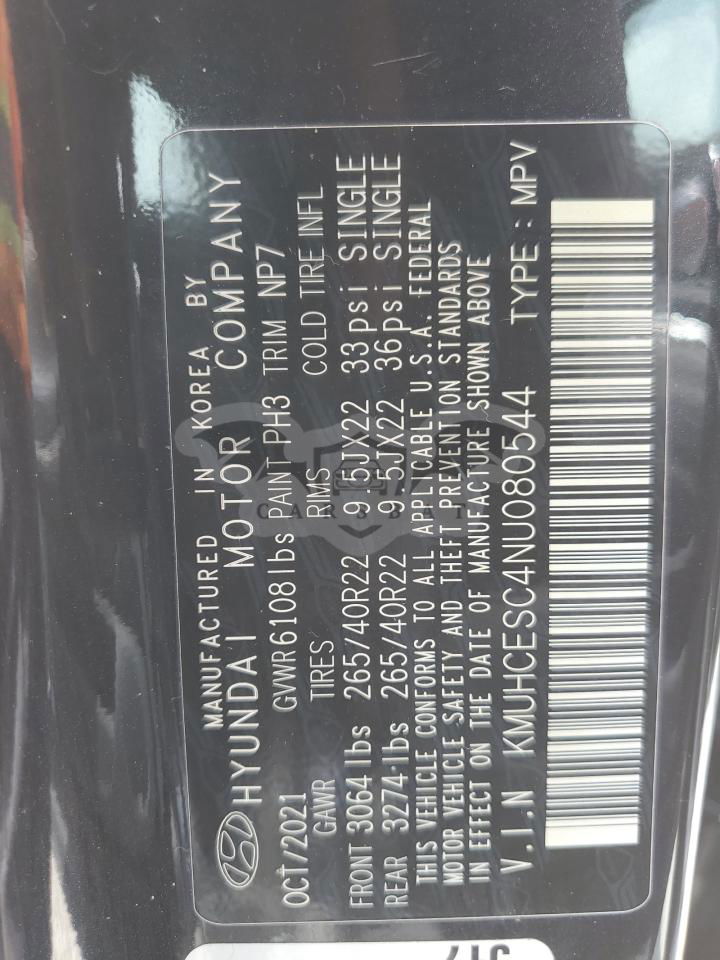 MANUFACTURED IN KOREA BY
HYUNDAI MOTOR COMPANY
OCT/2021 GVWR6108lbs PAINT PH3 TRIM NP7
GAWR TIRES RIMS COLD TIRE INFL
FRONT 3064 lbs 265/40R22 9.5JX22 33psi SINGLE
REAR 3274 lbs 265/40R22 9.5JX22 36psi SINGLE
THIS VEHICLE CONFORMS TO ALL APPLICABLE U.S.A. FEDERAL
MOTOR VEHICLE SAFETY AND THEFT PREVENTION STANDARDS
IN EFFECT ON THE DATE OF MANUFACTURE SHOWN ABOVE
V.I.N KMUHCESC4NU080544 TYPE : MPV